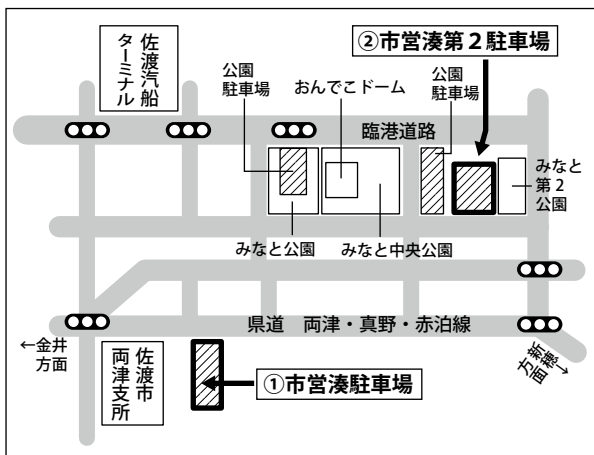 佐渡汽船
ターミナル
②市営湊第２駐車場
公園
駐車場
おんでこドーム
公園
駐車場
臨港道路
みなと
第２
公園
みなと公園
みなと中央公園
県道　両津・真野・赤泊線
←金井
方面
佐渡市
両津支所
①市営湊駐車場
新穂→
方面